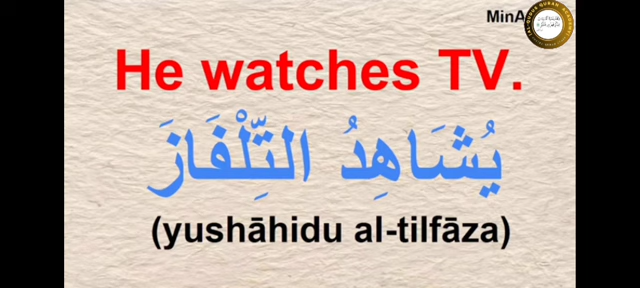 MinA
He watches TV.
يُشَاهِدُ التِّلْفَازَ
(yushāhidu al-tilfāza)